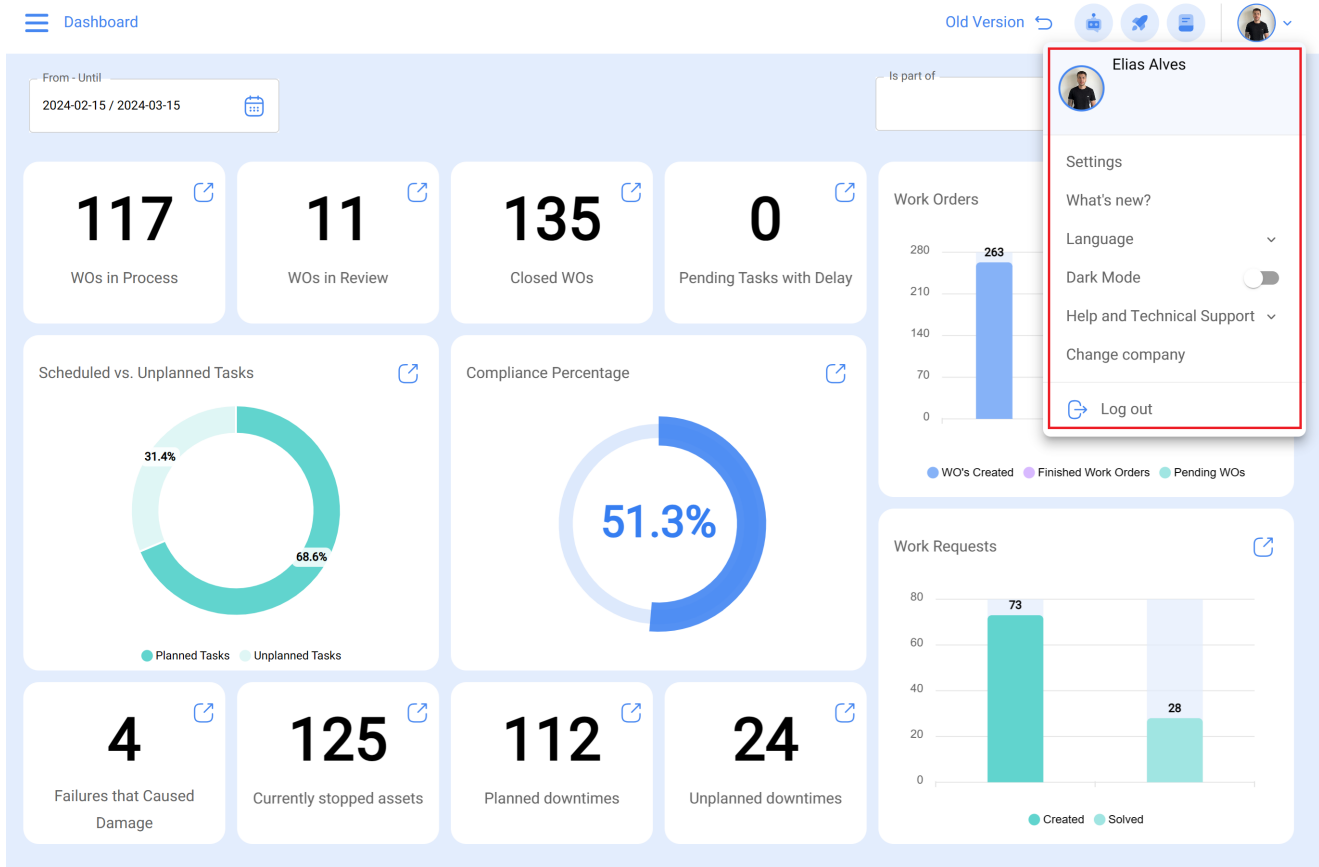 Dashboard
Old Version
From - Until
2024-02-15 / 2024-03-15
Is part of
Elias Alves
Settings
What's new?
Language
Dark Mode
Help and Technical Support
Change company
Log out
117
WOs in Process
11
WOs in Review
135
Closed WOs
0
Pending Tasks with Delay
Work Orders
280
210
140
70
0
263
WO's Created
Finished Work Orders
Pending WOs
Scheduled vs. Unplanned Tasks
31.4%
68.6%
Planned Tasks
Unplanned Tasks
Compliance Percentage
51.3%
Work Requests
80
60
40
20
0
73
28
Created
Solved
4
Failures that Caused
Damage
125
Currently stopped assets
112
Planned downtimes
24
Unplanned downtimes